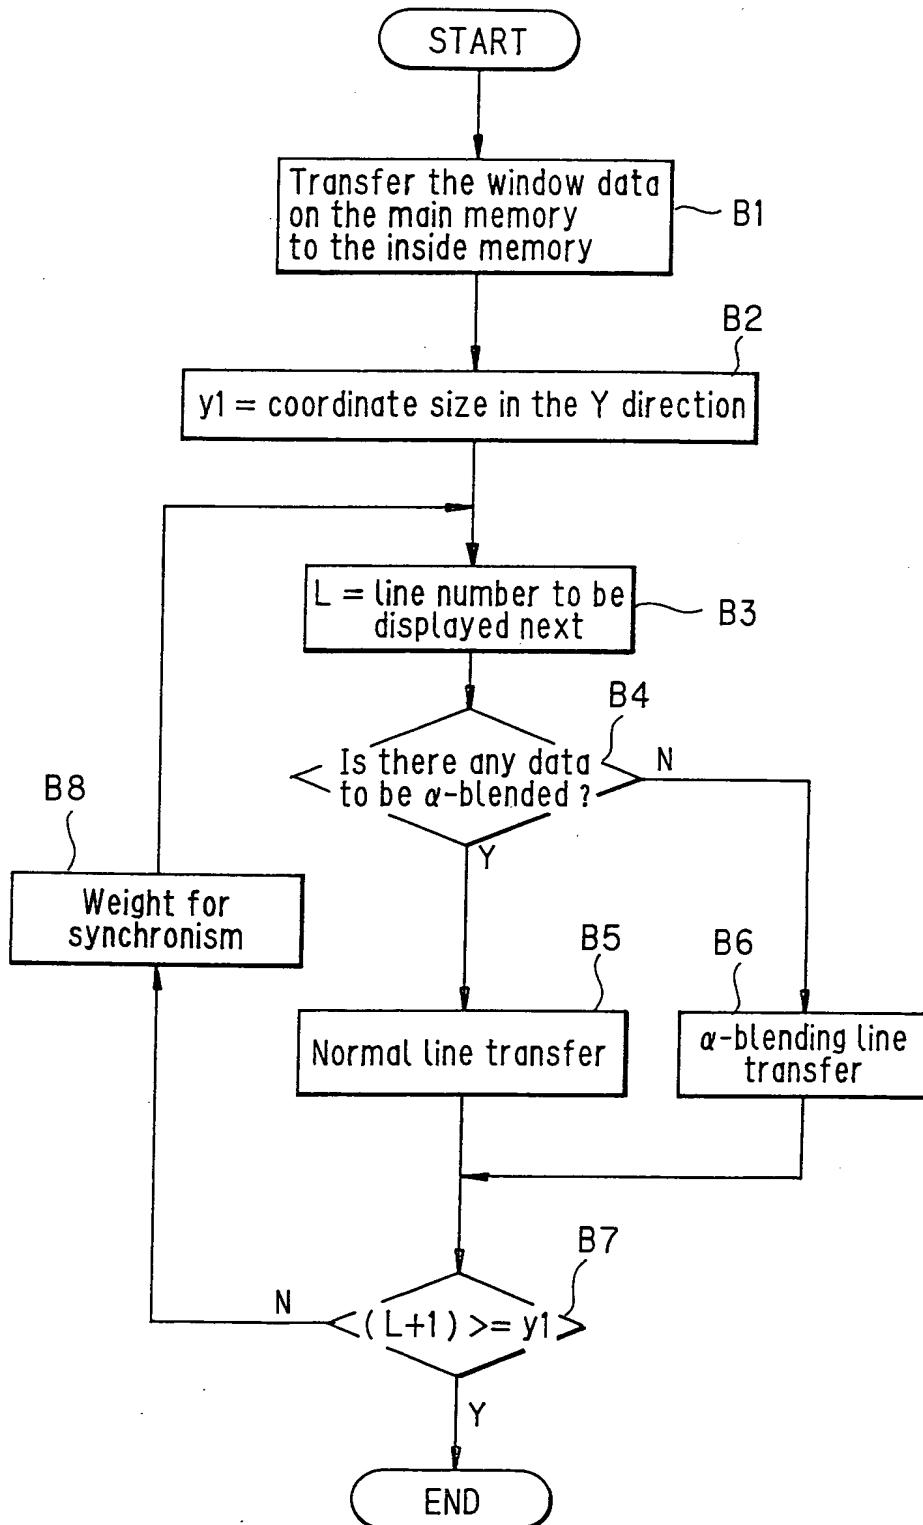 START
Transfer the window data
on the main memory
to the inside memory
B1
B2
y1 = coordinate size in the Y direction
L = line number to be
displayed next
B3
B4
Is there any data
to be α-blended ?
N
Y
B8
Weight for
synchronism
B5
Normal line transfer
B6
α-blending line
transfer
B7
(L+1) >= y1
N
Y
END